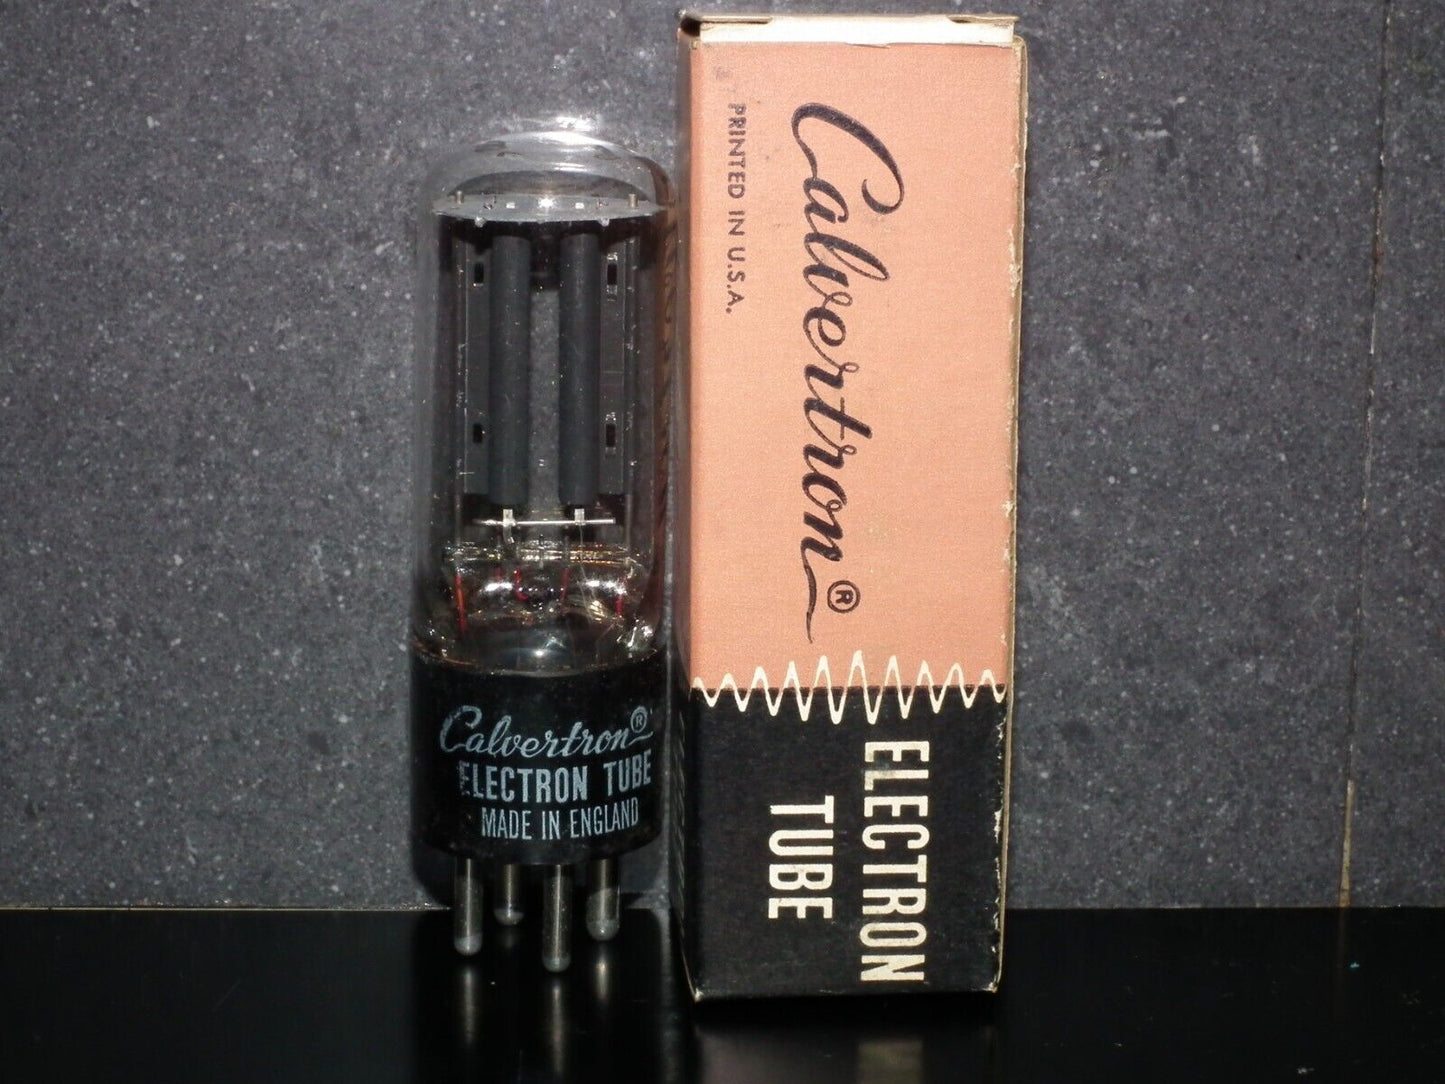 Calvertron®
ELECTRON TUBE
MADE IN ENGLAND
PRINTED IN U.S.A.
Calvertron®
ELECTRON
TUBE